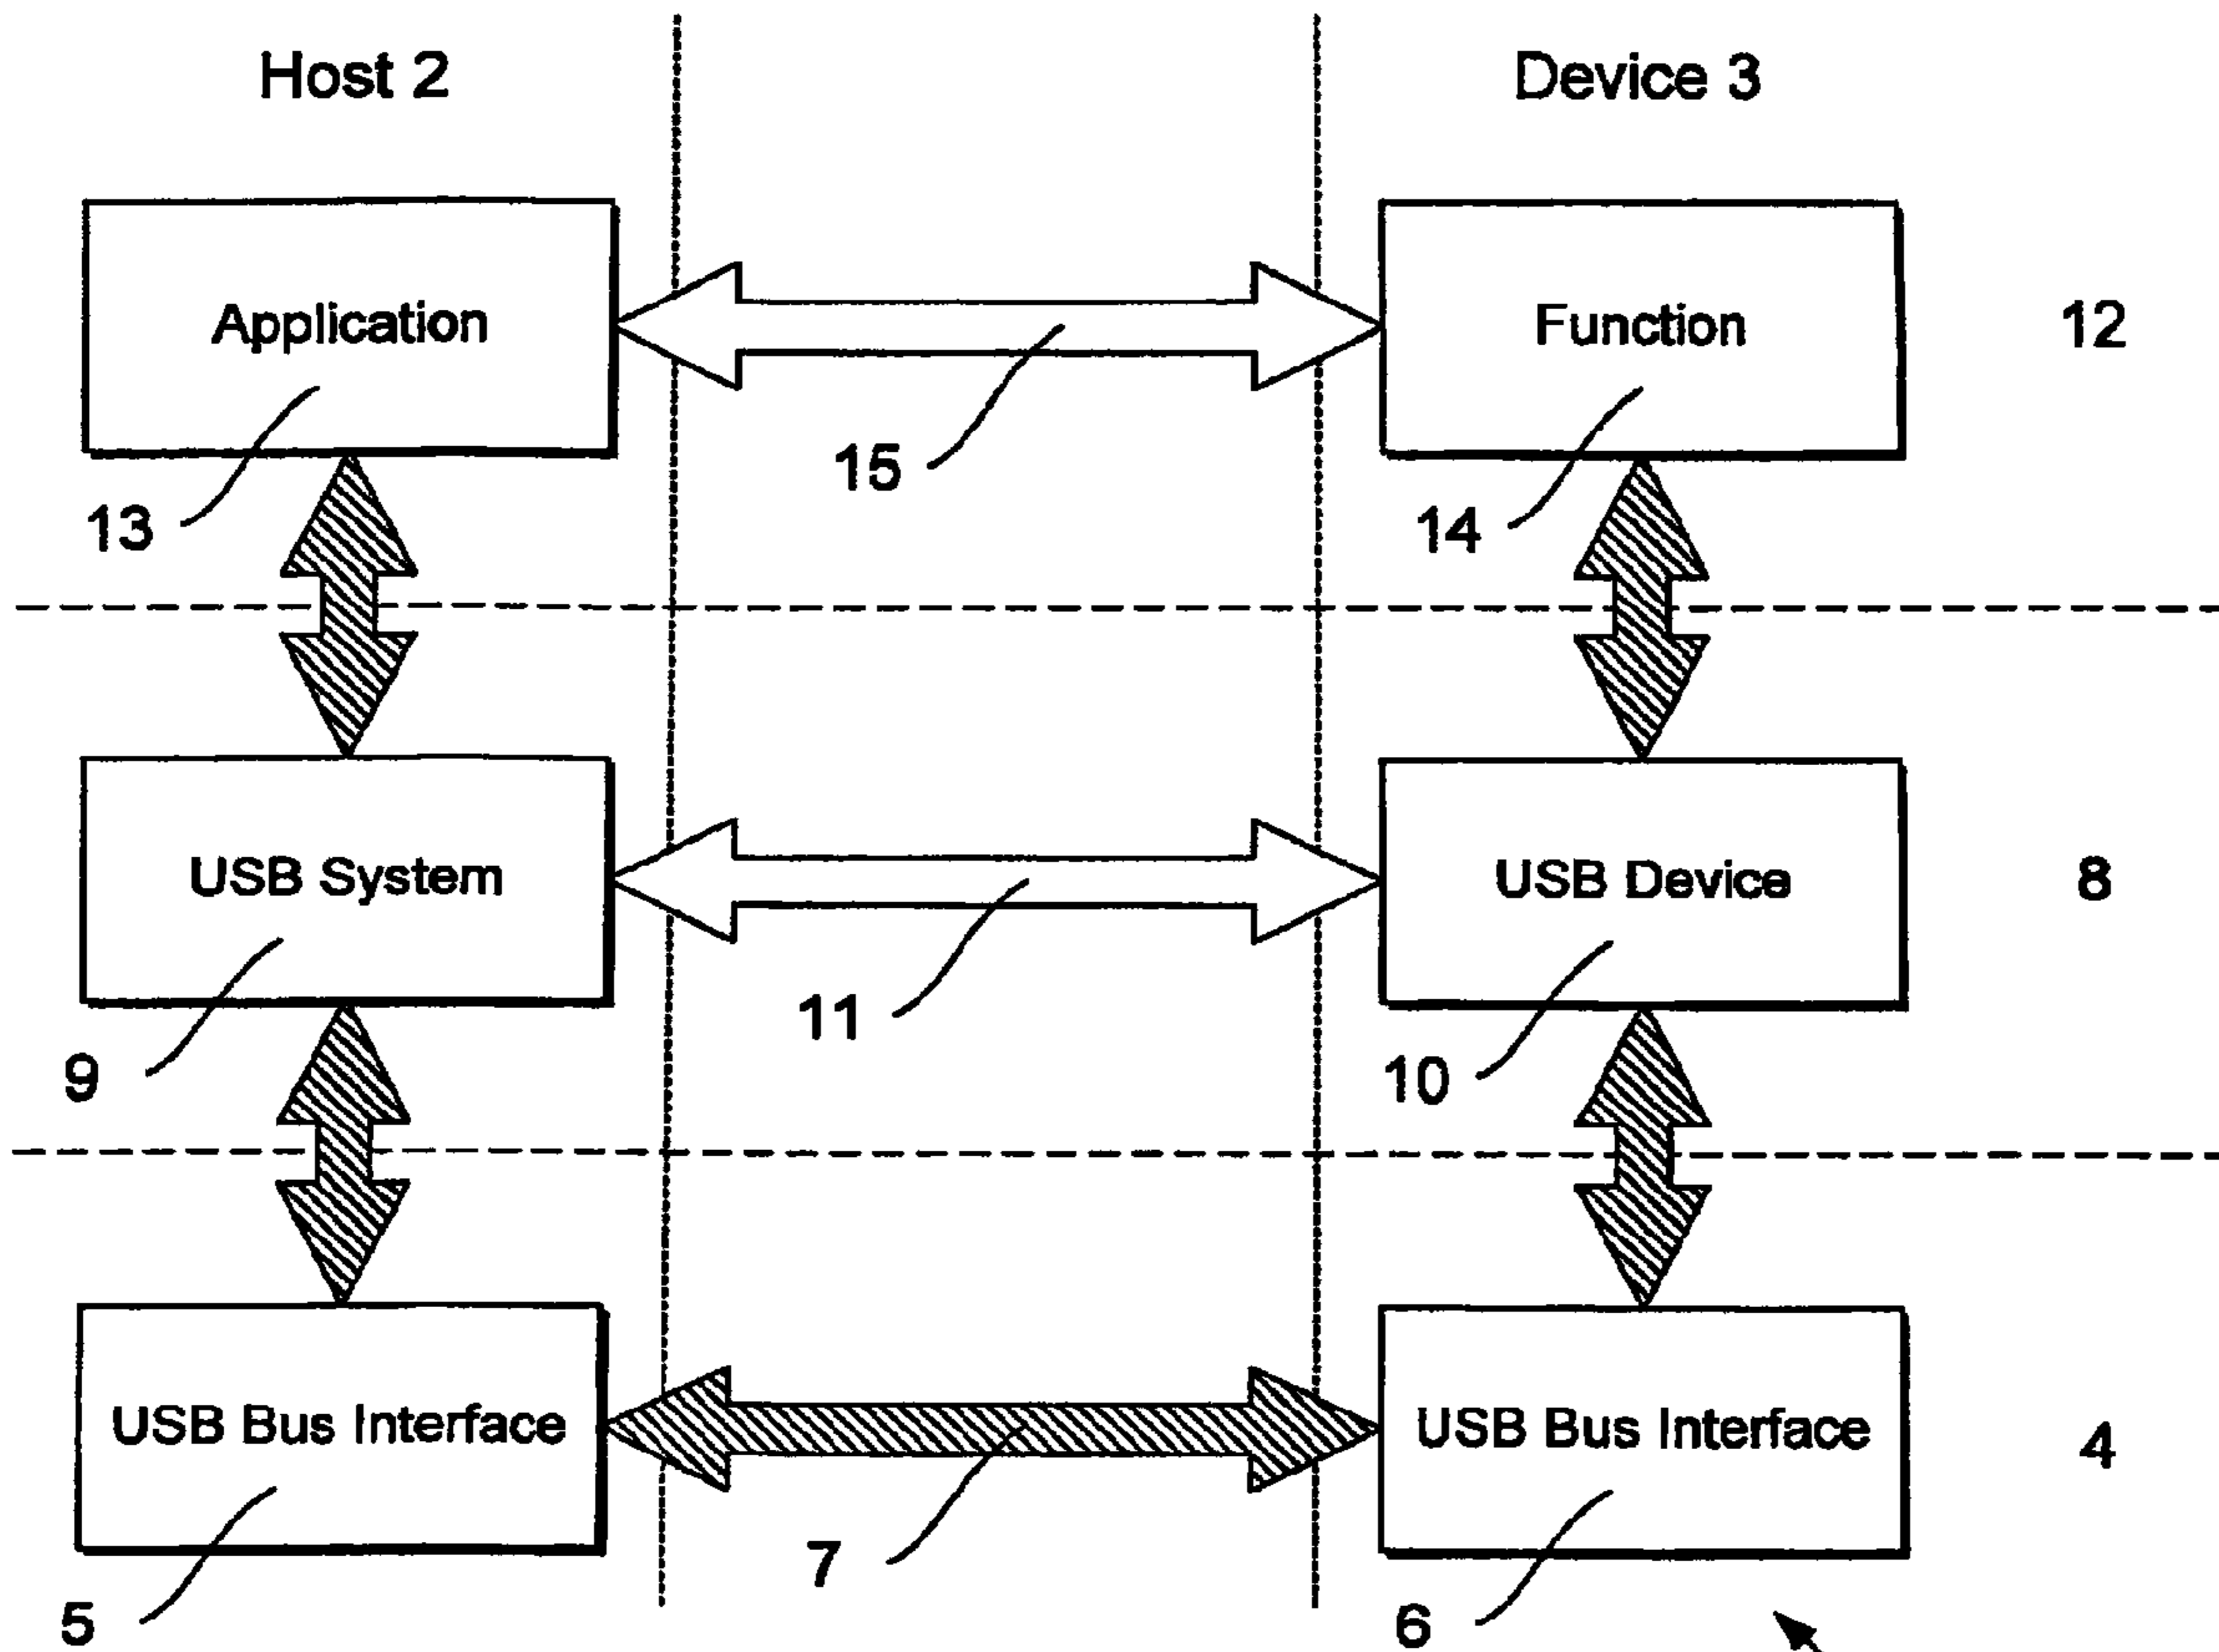 Host 2
Device 3
Application
Function
12
15
13
14
USB System
USB Device
8
11
9
10
USB Bus Interface
USB Bus Interface
4
7
5
6